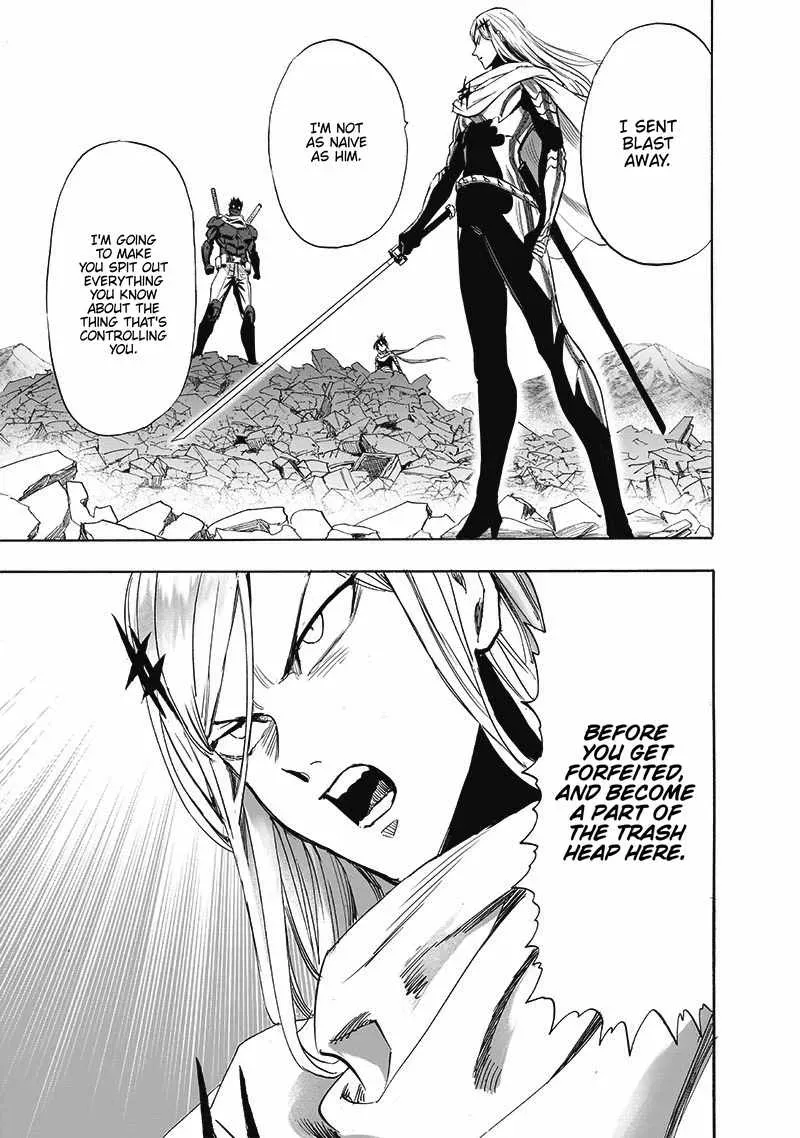 I SENT
BLAST
AWAY.
I'M NOT
AS NAIVE
AS HIM.
I'M GOING
TO MAKE
YOU SPIT OUT
EVERYTHING
YOU KNOW
ABOUT THE
THING THAT'S
CONTROLLING
YOU.
BEFORE
YOU GET
FORFEITED,
AND BECOME
A PART OF
THE TRASH
HEAP HERE.